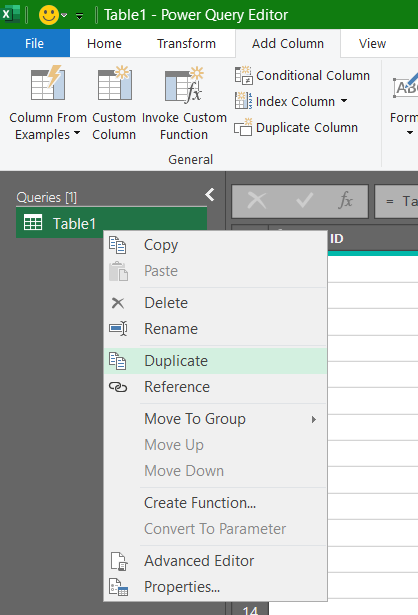 Table1 - Power Query Editor
File Home Transform Add Column View
Column From Examples
Custom Column
Invoke Custom Function
Conditional Column
Index Column
Duplicate Column
General
Queries [1]
fx = Ta
Table1
ID
Copy
Paste
Delete
Rename
Duplicate
Reference
Move To Group
Move Up
Move Down
Create Function...
Convert To Parameter
Advanced Editor
Properties...
14